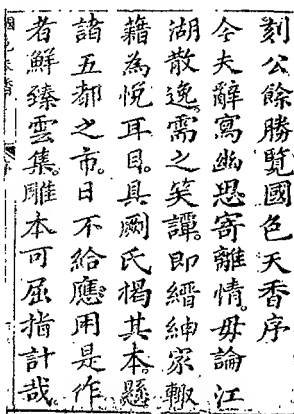 刻公餘勝覽國色天香序
今夫辭寫幽思。寄離情。毋論江
湖散逸。需之笑譚。即縉紳家輙
藉為悅耳目。具劂氏揭其本。懸
諸五都之市。日不給應。用是作
者鮮臻雲集。雕本可屈指計哉。